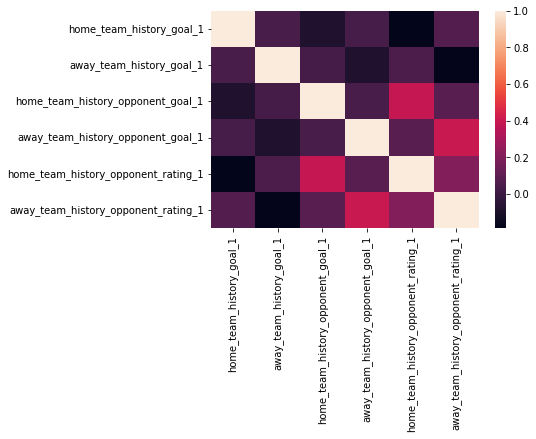 home_team_history_goal_1
away_team_history_goal_1
home_team_history_opponent_goal_1
away_team_history_opponent_goal_1
home_team_history_opponent_rating_1
away_team_history_opponent_rating_1
home_team_history_goal_1
away_team_history_goal_1
home_team_history_opponent_goal_1
away_team_history_opponent_goal_1
home_team_history_opponent_rating_1
away_team_history_opponent_rating_1
1.0
0.8
0.6
0.4
0.2
0.0